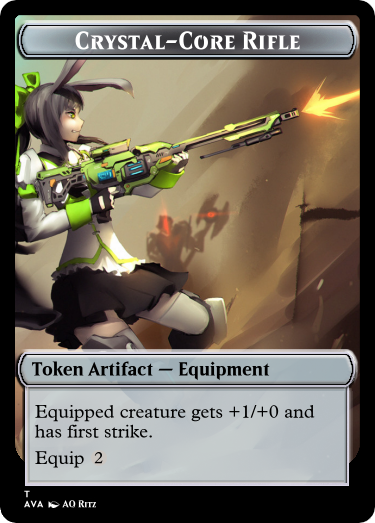 Crystal-Core Rifle
Token Artifact — Equipment
Equipped creature gets +1/+0 and
has first strike.
Equip 2
T
AVA AO Ritz